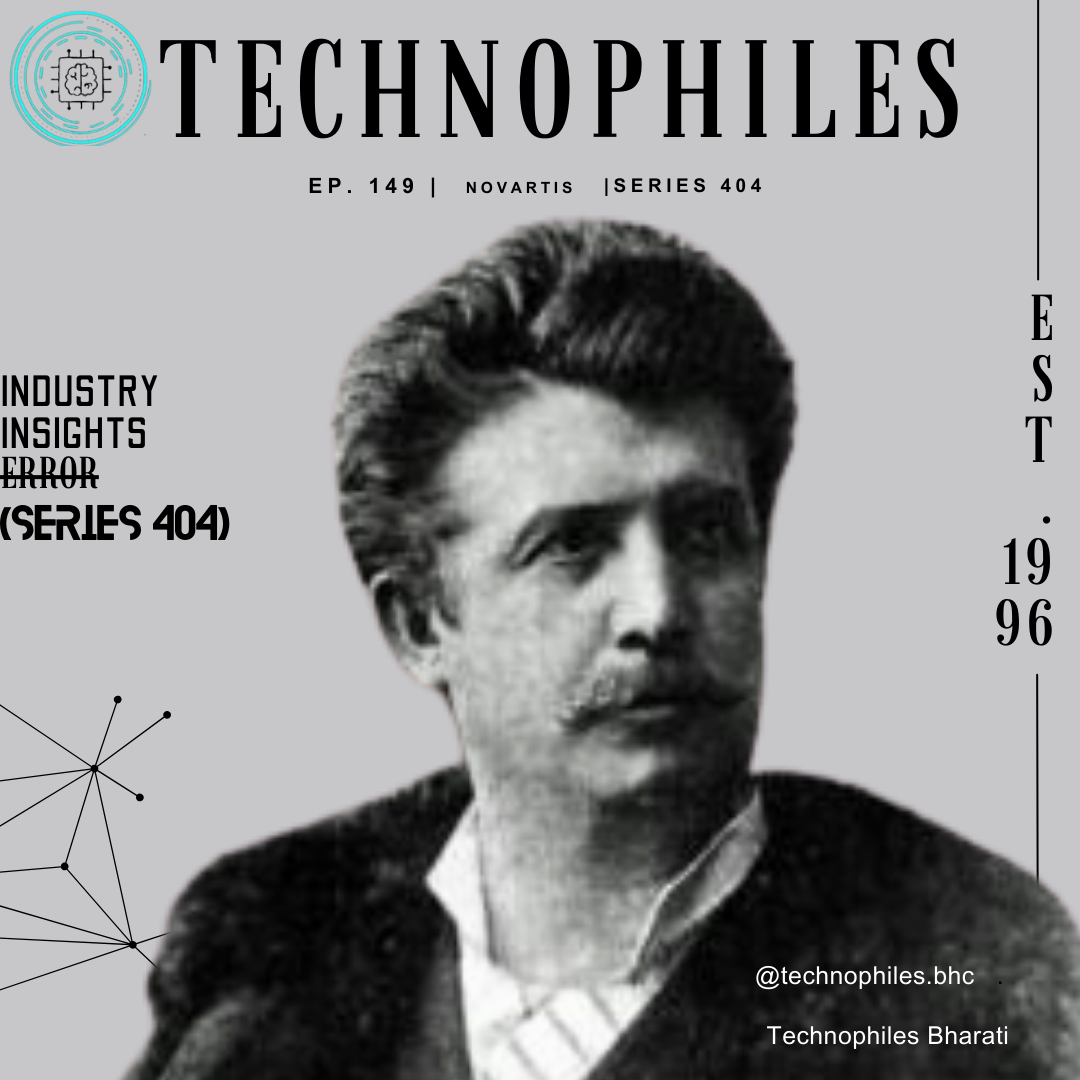 TECHNOPHILES
EP. 149 | NOVARTIS |SERIES 404
INDUSTRY
INSIGHTS
ERROR
(SERIES 404)
EST.
19
96
@technophiles.bhc
Technophiles Bharati